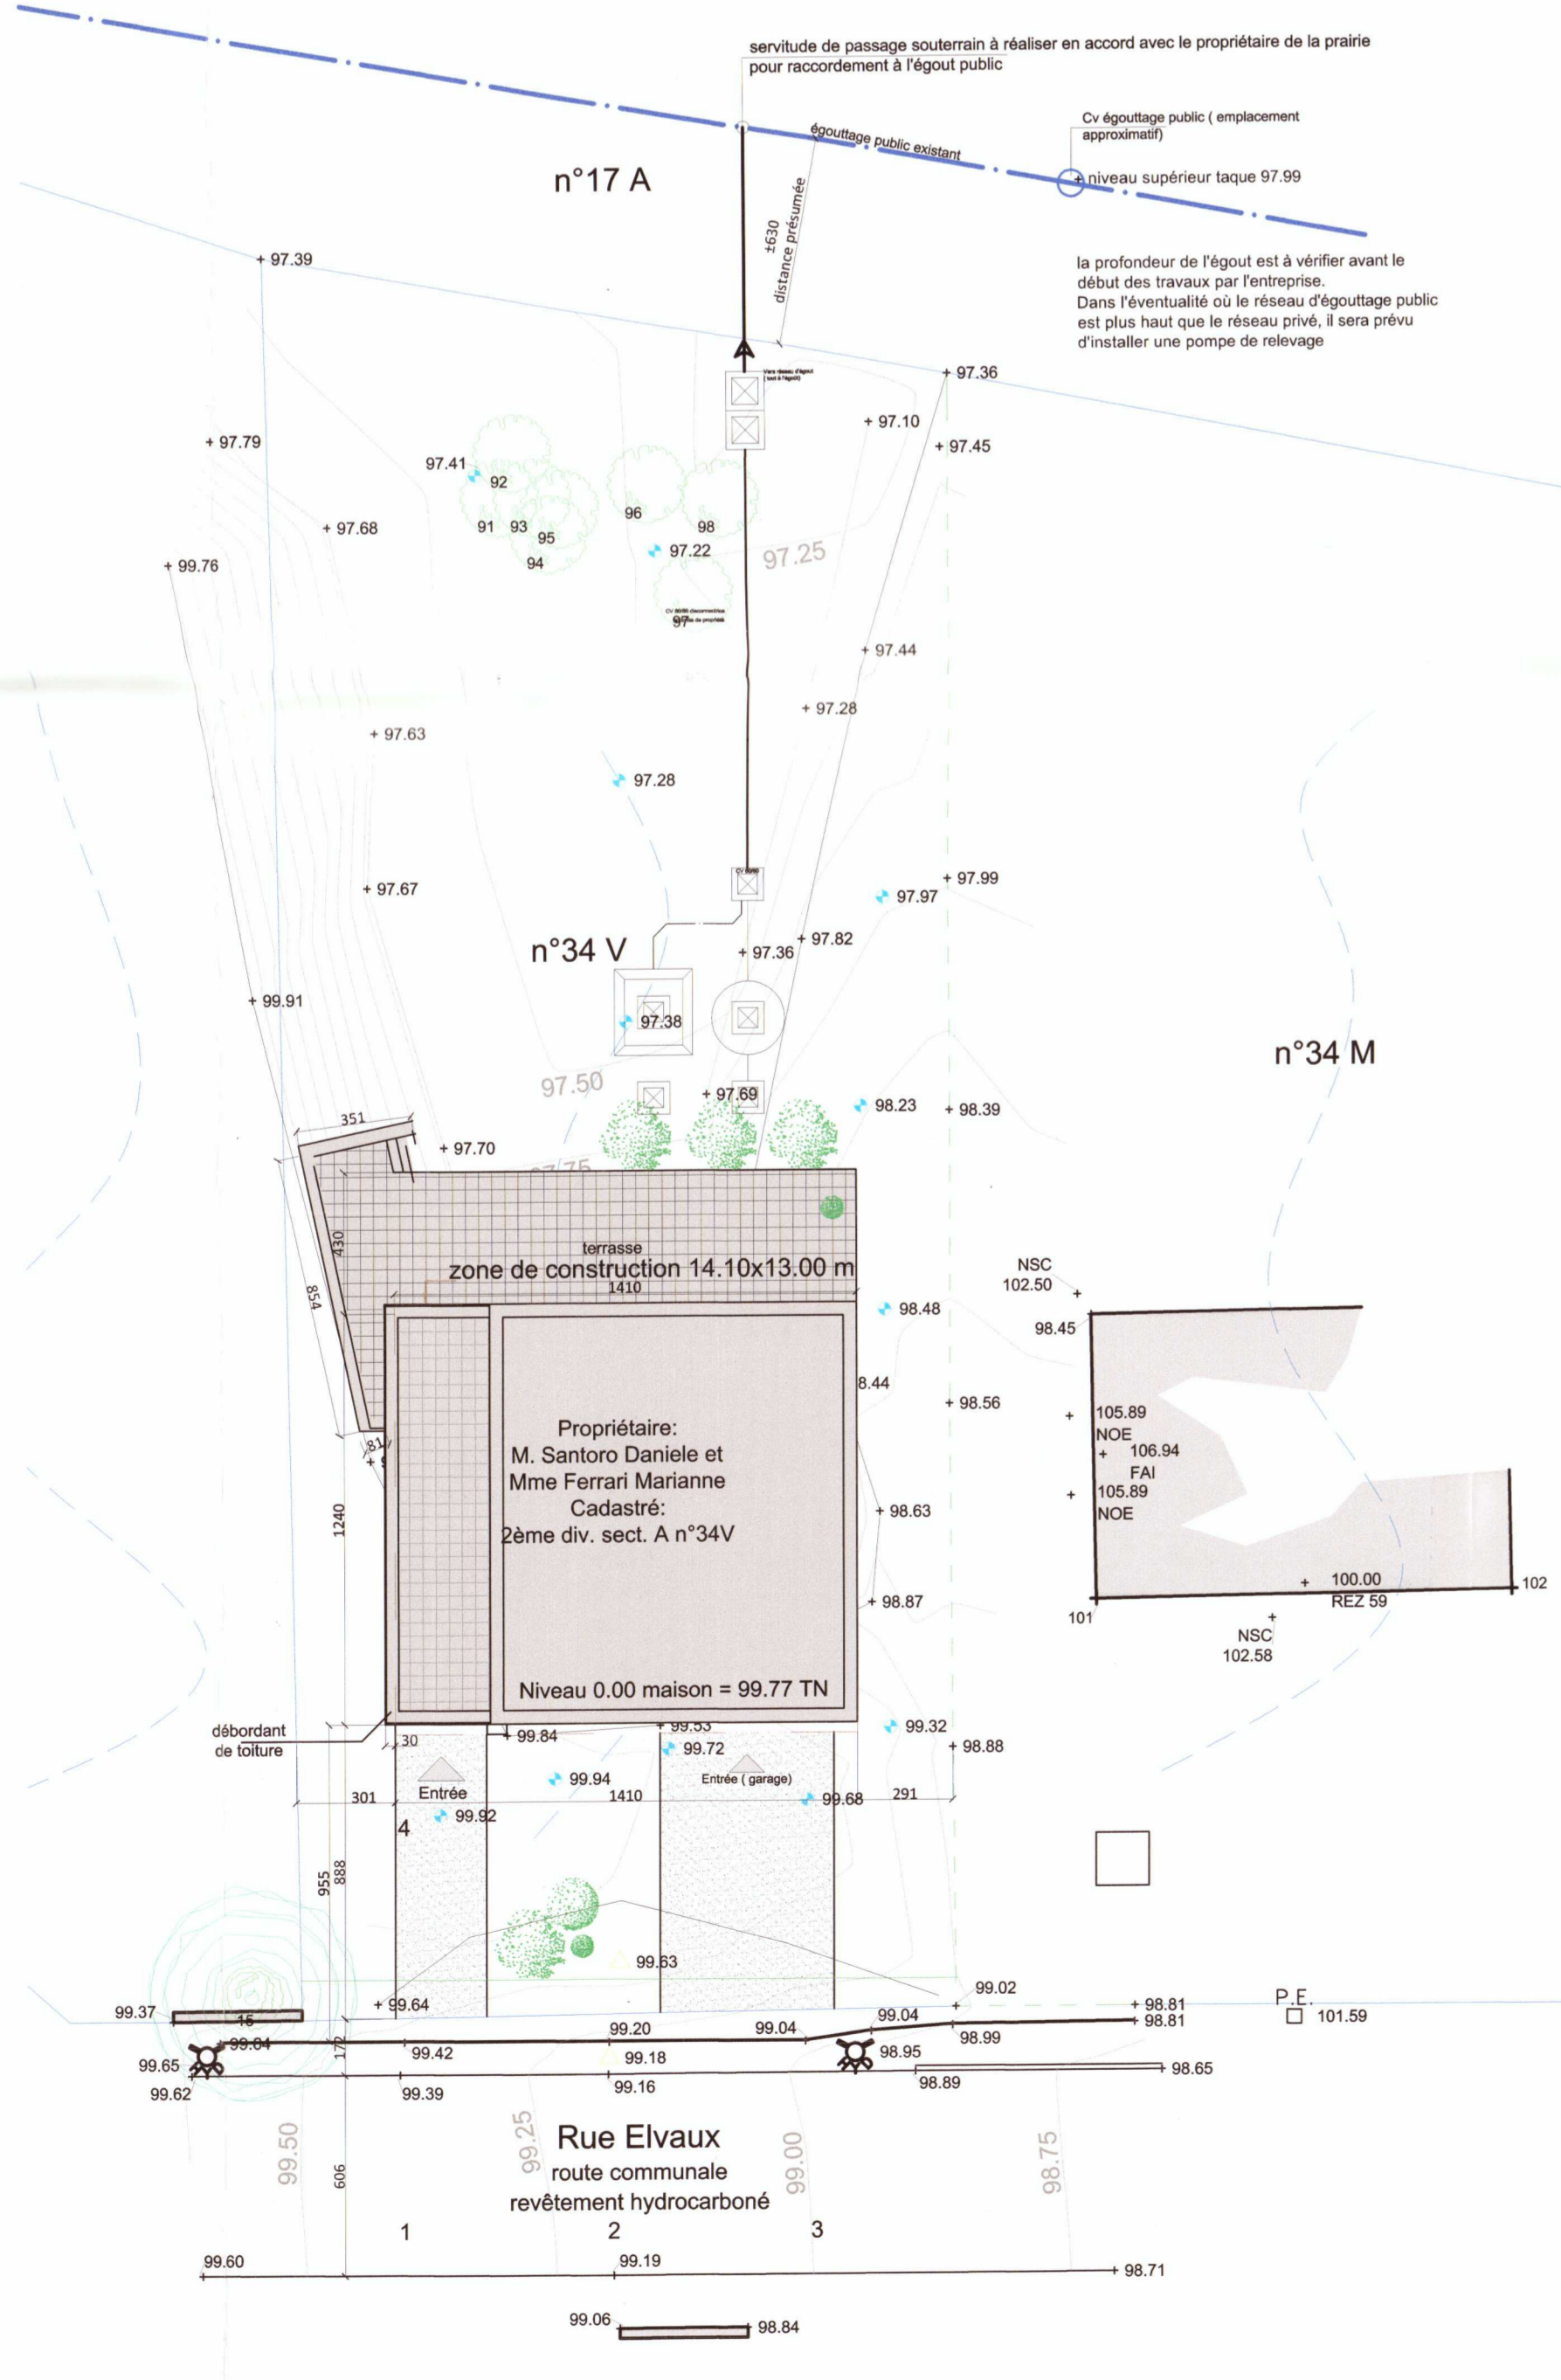 servitude de passage souterrain à réaliser en accord avec le propriétaire de la prairie
pour raccordement à l'égout public
Cv égouttage public ( emplacement
approximatif)
égouttage public existant
niveau supérieur taque 97.99
n°17 A
±630
distance présumée
97.39
la profondeur de l'égout est à vérifier avant le
début des travaux par l'entreprise.
Dans l'éventualité où le réseau d'égouttage public
est plus haut que le réseau privé, il sera prévu
d'installer une pompe de relevage
Vers réseau d'égout
( tout à l'égoût)
97.36
97.10
97.79
97.45
97.41
92
91
93
95
94
96
98
97.68
97.22
97.25
99.76
97
97.44
97.28
97.63
97.28
97.67
97.99
97.97
97.82
n°34 V
97.36
99.91
97.38
n°34 M
97.50
97.69
98.23
98.39
351
97.70
430
854
terrasse
zone de construction 14.10x13.00 m
1410
NSC
102.50
98.48
98.45
8.44
98.56
105.89
NOE
106.94
FAI
105.89
NOE
Propriétaire:
M. Santoro Daniele et
Mme Ferrari Marianne
Cadastré:
2ème div. sect. A n°34V
81
1240
98.63
98.87
100.00
REZ 59
101
102
NSC
102.58
Niveau 0.00 maison = 99.77 TN
débordant
de toiture
30
99.84
99.53
99.72
99.32
98.88
Entrée
99.94
Entrée ( garage)
301
1410
99.68
291
99.92
4
955
888
99.63
99.64
99.02
99.37
98.81
98.81
P.E.
101.59
99.20
99.04
99.04
98.99
172
99.65
99.42
99.18
98.95
98.65
99.62
99.39
99.16
98.89
99.50
99.25
99.00
98.75
606
Rue Elvaux
route communale
revêtement hydrocarboné
1
2
3
99.60
99.19
98.71
99.06
98.84